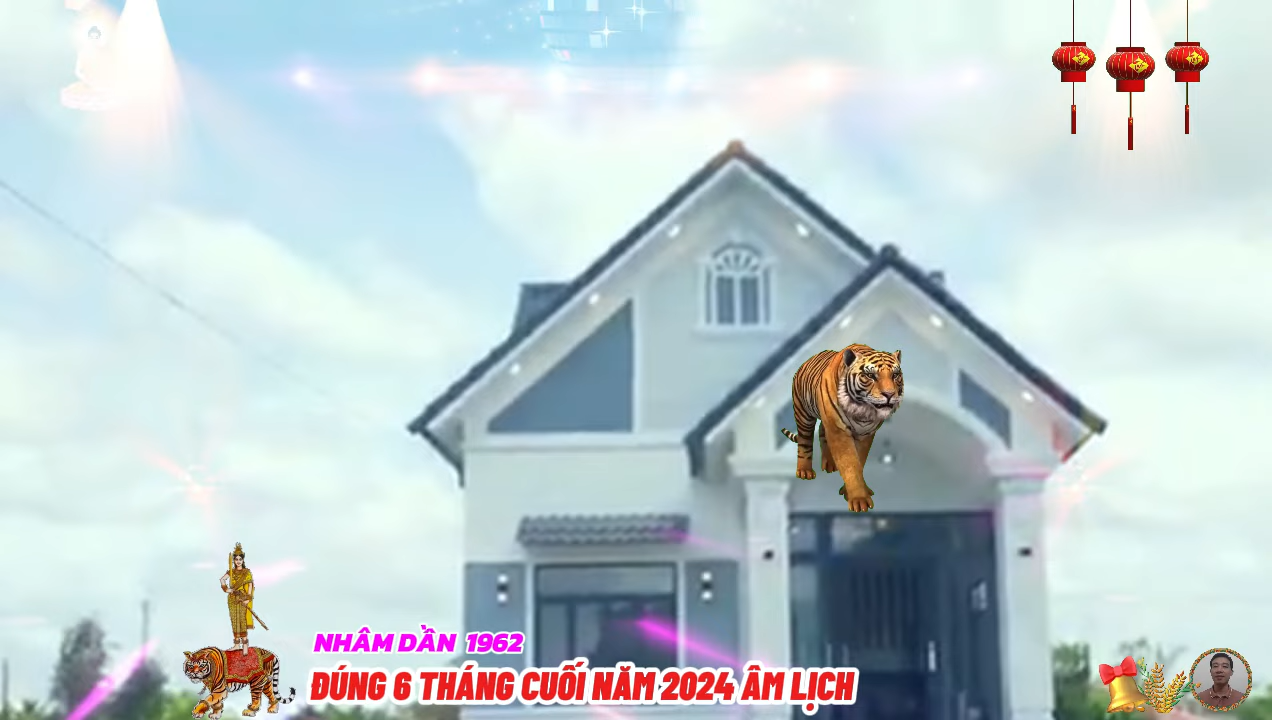 NHÂM DẦN 1962
ĐÚNG 6 THÁNG CUỐI NĂM 2024 ÂM LỊCH